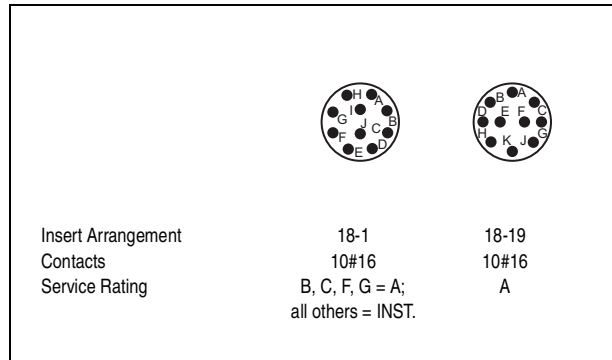 H A
I B
G J C
F D
E
A
B C
D E F
H K J G
Insert Arrangement 18-1 18-19
Contacts 10#16 10#16
Service Rating B, C, F, G = A; A
all others = INST.